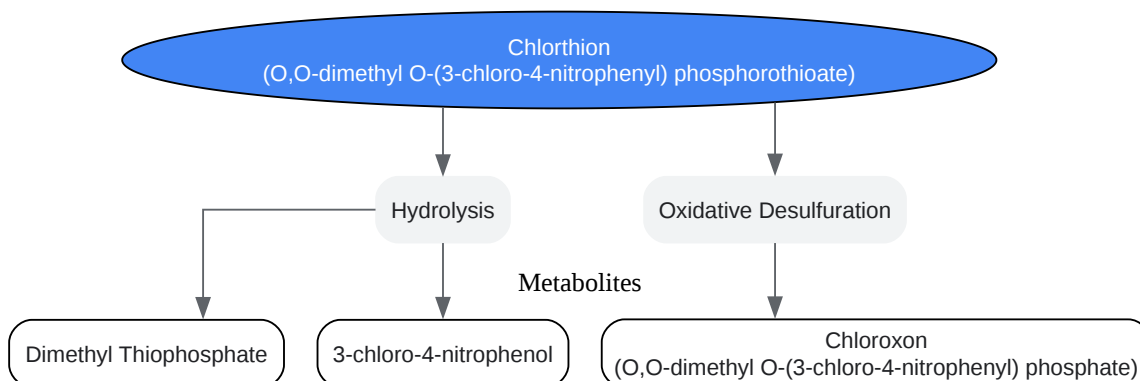 Chlorthion
(O,O-dimethyl O-(3-chloro-4-nitrophenyl) phosphorothioate)
Hydrolysis
Oxidative Desulfuration
Metabolites
Dimethyl Thiophosphate
3-chloro-4-nitrophenol
Chloroxon
(O,O-dimethyl O-(3-chloro-4-nitrophenyl) phosphate)